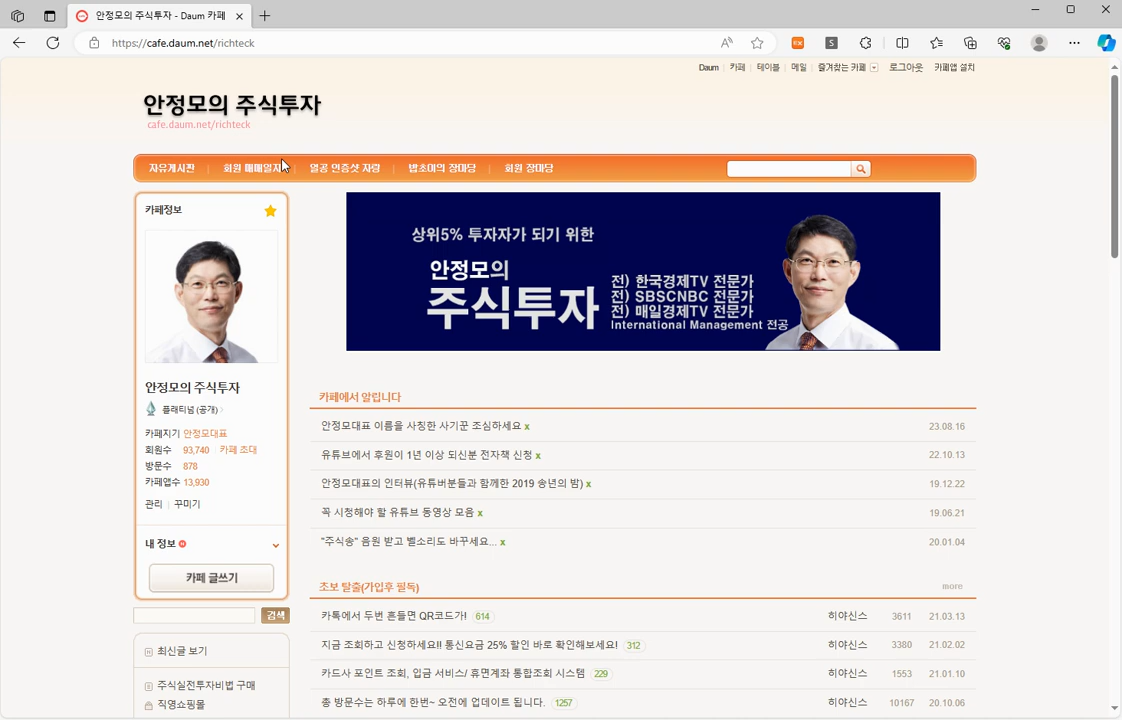 안정모의 주식투자 - Daum 카페
https://cafe.daum.net/richteck
Daum 카페 테이블 메일 즐겨찾는 카페 로그아웃 카페앱 설치
안정모의 주식투자
cafe.daum.net/richteck
자유게시판 회원 매매일지 열공 인증샷 자랑 밥초미의 장마당 회원 장마당
카페정보
상위5% 투자자가 되기 위한
안정모의
주식투자
전) 한국경제TV 전문가
전) SBSCNBC 전문가
전) 매일경제TV 전문가
International Management 전공
안정모의 주식투자
플래티넘 (공개)
카페지기 안정모대표
회원수 93,740 카페 초대
방문수 878
카페앱수 13,930
관리 꾸미기
내 정보
카페 글쓰기
검색
최신글 보기
주식실전투자비법 구매
직영쇼핑몰
카페에서 알립니다
안정모대표 이름을 사칭한 사기꾼 조심하세요 x 23.08.16
유튜브에서 후원이 1년 이상 되신분 전자책 신청 x 22.10.13
안정모대표의 인터뷰(유튜버분들과 함께한 2019 송년의 밤) x 19.12.22
꼭 시청해야 할 유튜브 동영상 모음 x 19.06.21
"주식송" 음원 받고 벨소리도 바꾸세요... x 20.01.04
초보 탈출(가입후 필독) more
카톡에서 두번 흔들면 QR코드가! 614 히야신스 3611 21.03.13
지금 조회하고 신청하세요!! 통신요금 25% 할인 바로 확인해보세요! 312 히야신스 3380 21.02.02
카드사 포인트 조회, 입금 서비스/ 휴면계좌 통합조회 시스템 229 히야신스 1553 21.01.10
총 방문수는 하루에 한번~ 오전에 업데이트 됩니다. 1257 히야신스 10167 20.10.06